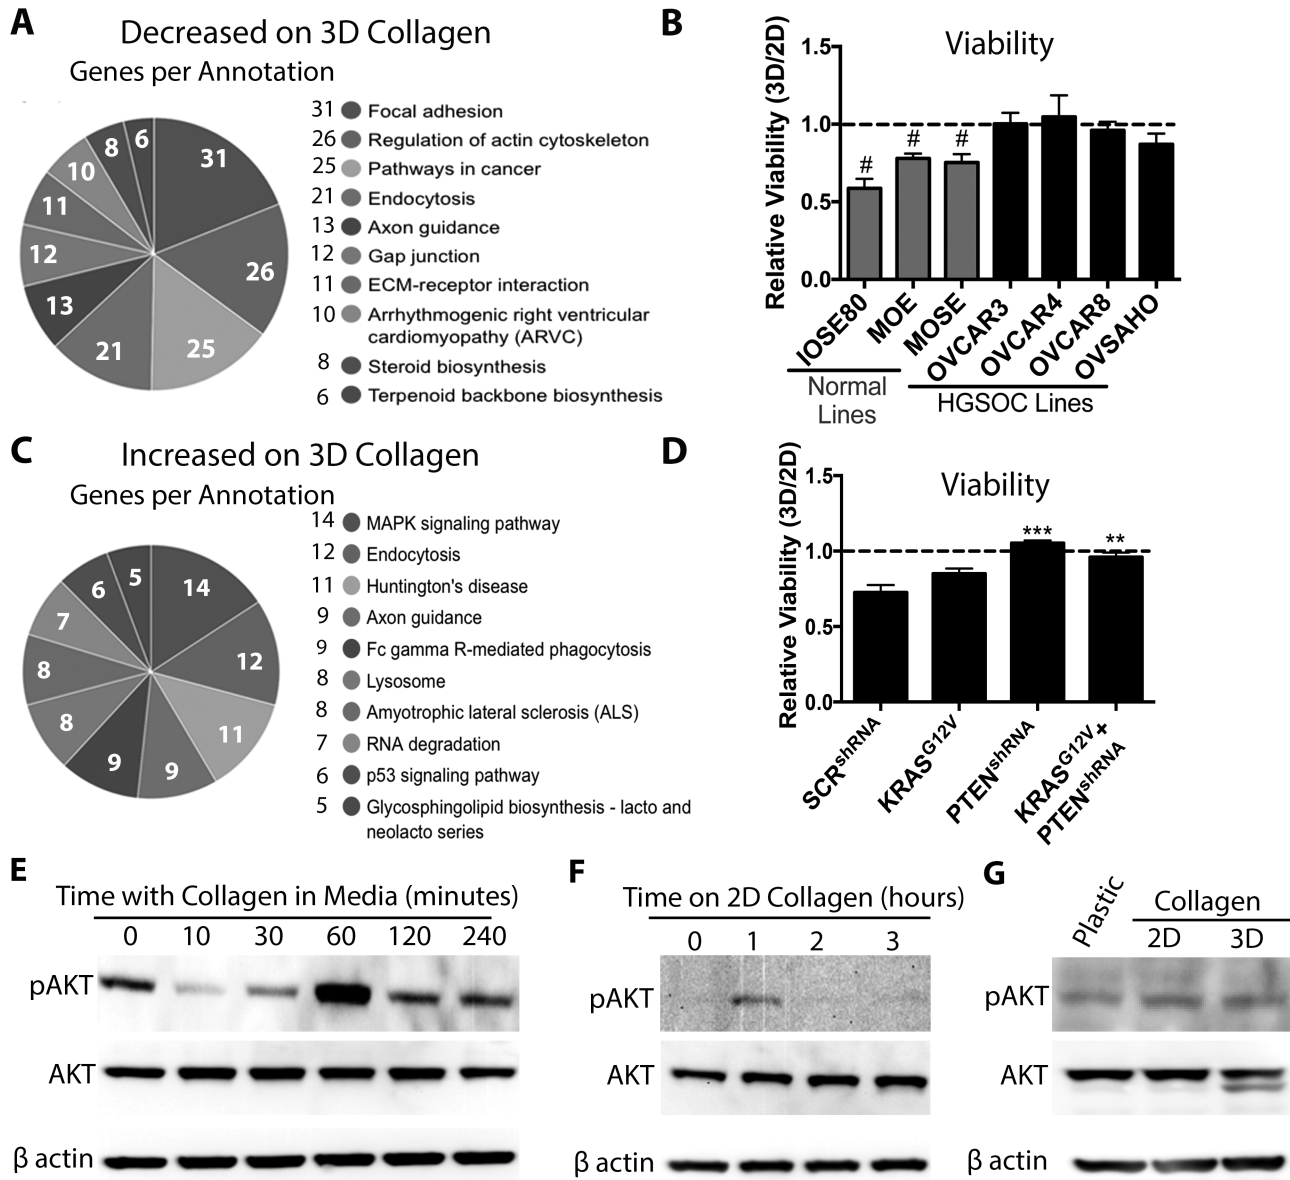 A
Decreased on 3D Collagen
Genes per Annotation
31
26
25
21
13
12
11
10
8
6
31 Focal adhesion
26 Regulation of actin cytoskeleton
25 Pathways in cancer
21 Endocytosis
13 Axon guidance
12 Gap junction
11 ECM-receptor interaction
10 Arrhythmogenic right ventricular
cardiomyopathy (ARVC)
8 Steroid biosynthesis
6 Terpenoid backbone biosynthesis
B
Viability
Relative Viability (3D/2D)
1.5
1.0
0.5
0.0
# # #
IOSE80
MOE
MOSE
OVCAR3
OVCAR4
OVCAR8
OVSAHO
Normal
Lines
HGSOC Lines
C
Increased on 3D Collagen
Genes per Annotation
14
12
11
9
9
8
8
7
6
5
14 MAPK signaling pathway
12 Endocytosis
11 Huntington's disease
9 Axon guidance
9 Fc gamma R-mediated phagocytosis
8 Lysosome
8 Amyotrophic lateral sclerosis (ALS)
7 RNA degradation
6 p53 signaling pathway
5 Glycosphingolipid biosynthesis - lacto and
neolacto series
D
Viability
Relative Viability (3D/2D)
1.5
1.0
0.5
0.0
*** **
SCRshRNA
KRASG12V
PTENshRNA
KRASG12V+
PTENshRNA
E
Time with Collagen in Media (minutes)
0 10 30 60 120 240
pAKT
AKT
β actin
F
Time on 2D Collagen (hours)
0 1 2 3
pAKT
AKT
β actin
G
Plastic
Collagen
2D 3D
pAKT
AKT
β actin